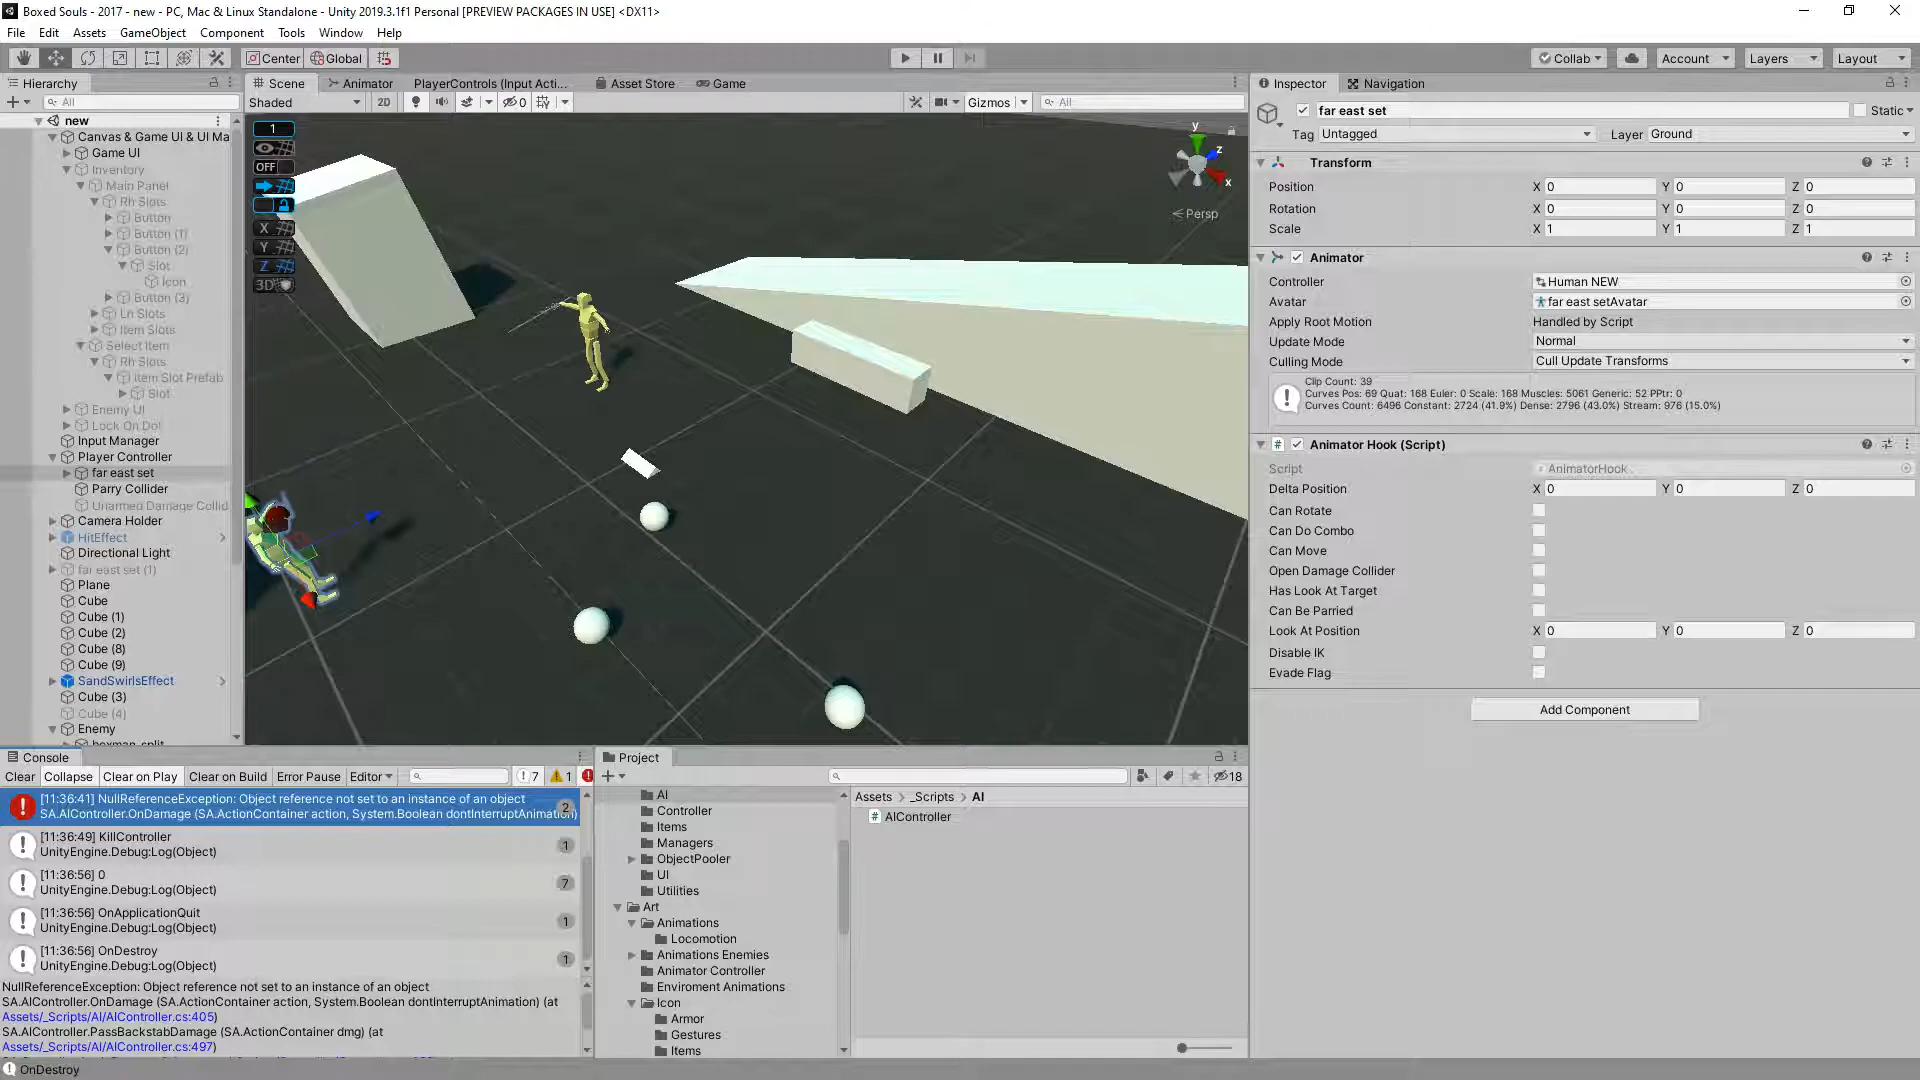 Boxed Souls - 2017 - new - PC, Mac & Linux Standalone - Unity 2019.3.1f1 Personal [PREVIEW PACKAGES IN USE] <DX11>
File Edit Assets GameObject Component Tools Window Help
Center Global Collab Account Layers Layout
Hierarchy
All
new
Canvas & Game UI & UI Ma
Game UI
Inventory
Main Panel
Rh Slots
Button
Button (1)
Button (2)
Slot
Icon
Button (3)
Ln Slots
Item Slots
Select Item
Rh Slots
Item Slot Prefab
Slot
Enemy UI
Lock On Dot
Input Manager
Player Controller
far east set
Parry Collider
Unarmed Damage Collid
Camera Holder
HitEffect
Directional Light
far east set (1)
Plane
Cube
Cube (1)
Cube (2)
Cube (8)
Cube (9)
SandSwirlsEffect
Cube (3)
Cube (4)
Enemy
boxman_split
Scene Animator PlayerControls (Input Acti... Asset Store Game
Shaded 2D 0 Gizmos All
1
OFF
X
Y
Z
3D
y
z
x
Persp
Inspector Navigation
far east set Static
Tag Untagged Layer Ground
Transform
Position X 0 Y 0 Z 0
Rotation X 0 Y 0 Z 0
Scale X 1 Y 1 Z 1
Animator
Controller Human NEW
Avatar far east setAvatar
Apply Root Motion Handled by Script
Update Mode Normal
Culling Mode Cull Update Transforms
Clip Count: 39
Curves Pos: 69 Quat: 168 Euler: 0 Scale: 168 Muscles: 5061 Generic: 52 PPtr: 0
Curves Count: 6496 Constant: 2724 (41.9%) Dense: 2796 (43.0%) Stream: 976 (15.0%)
Animator Hook (Script)
Script AnimatorHook
Delta Position X 0 Y 0 Z 0
Can Rotate
Can Do Combo
Can Move
Open Damage Collider
Has Look At Target
Can Be Parried
Look At Position X 0 Y 0 Z 0
Disable IK
Evade Flag
Add Component
Console
Clear Collapse Clear on Play Clear on Build Error Pause Editor 7 1
[11:36:41] NullReferenceException: Object reference not set to an instance of an object
SA.AIController.OnDamage (SA.ActionContainer action, System.Boolean dontInterruptAnimation) 2
[11:36:49] KillController
UnityEngine.Debug:Log(Object) 1
[11:36:56] 0
UnityEngine.Debug:Log(Object) 7
[11:36:56] OnApplicationQuit
UnityEngine.Debug:Log(Object) 1
[11:36:56] OnDestroy
UnityEngine.Debug:Log(Object) 1
NullReferenceException: Object reference not set to an instance of an object
SA.AIController.OnDamage (SA.ActionContainer action, System.Boolean dontInterruptAnimation) (at
Assets/_Scripts/AI/AIController.cs:405)
SA.AIController.PassBackstabDamage (SA.ActionContainer dmg) (at
Assets/_Scripts/AI/AIController.cs:497)
Project
18
AI
Controller
Items
Managers
ObjectPooler
UI
Utilities
Art
Animations
Locomotion
Animations Enemies
Animator Controller
Enviroment Animations
Icon
Armor
Gestures
Items
Assets > _Scripts > AI
AIController
OnDestroy